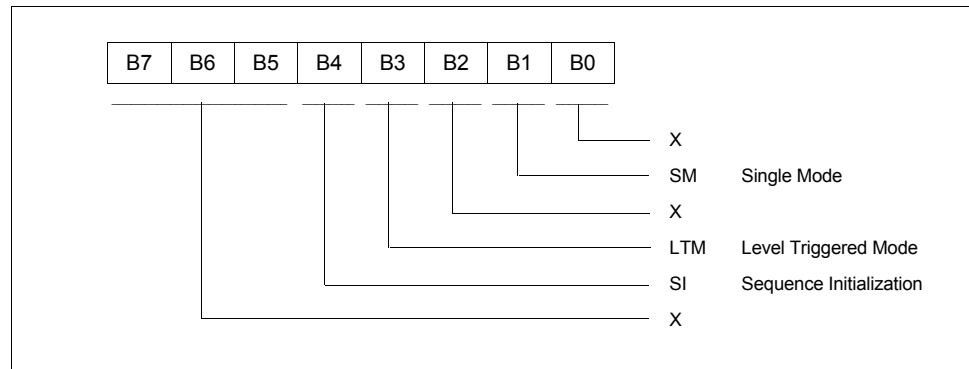 B7 B6 B5 B4 B3 B2 B1 B0
X
SM Single Mode
X
LTM Level Triggered Mode
SI Sequence Initialization
X